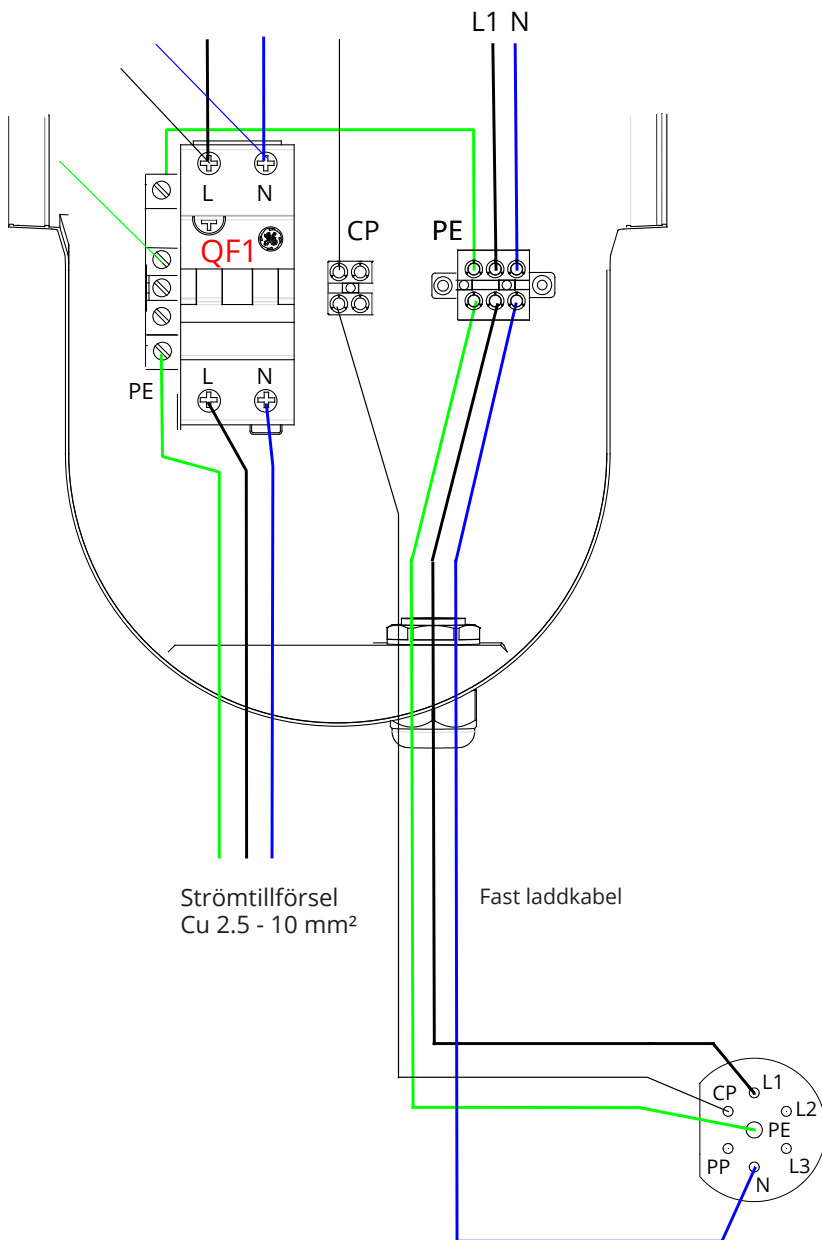 L1 N
L N
QF1
CP
PE
L N
PE
Strömtillförsel
Cu 2.5 - 10 mm²
Fast laddkabel
L1
CP
L2
PE
PP
L3
N